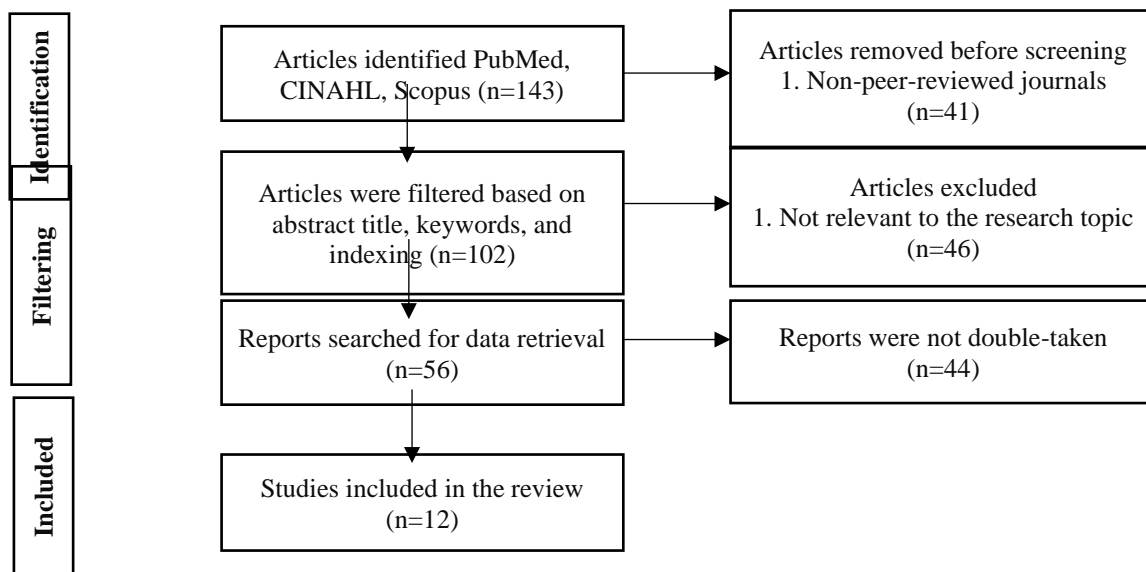 Identification
Articles identified PubMed,
CINAHL, Scopus (n=143)
Articles removed before screening
1. Non-peer-reviewed journals
(n=41)
Filtering
Articles were filtered based on
abstract title, keywords, and
indexing (n=102)
Articles excluded
1. Not relevant to the research topic
(n=46)
Reports searched for data retrieval
(n=56)
Reports were not double-taken
(n=44)
Included
Studies included in the review
(n=12)